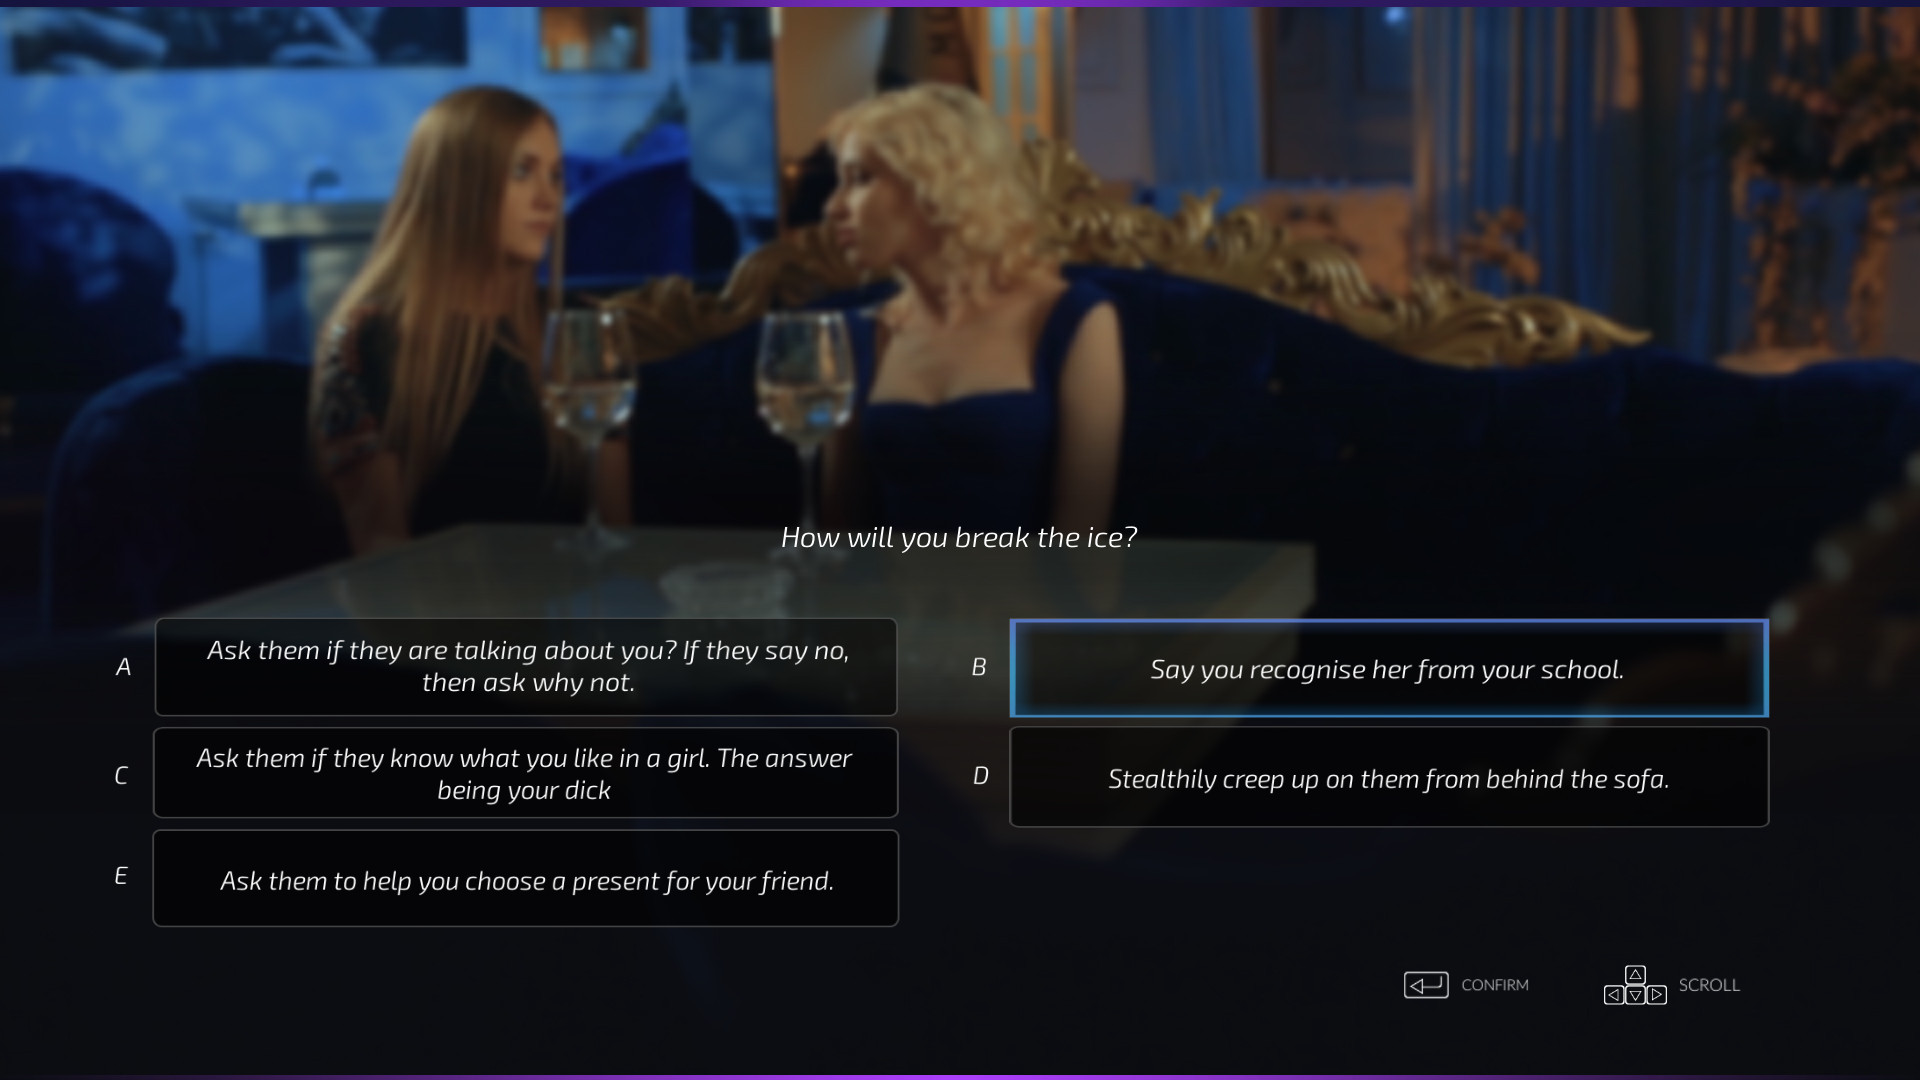 How will you break the ice?
A
Ask them if they are talking about you? If they say no,
then ask why not.
B
Say you recognise her from your school.
C
Ask them if they know what you like in a girl. The answer
being your dick
D
Stealthily creep up on them from behind the sofa.
E
Ask them to help you choose a present for your friend.
CONFIRM
SCROLL